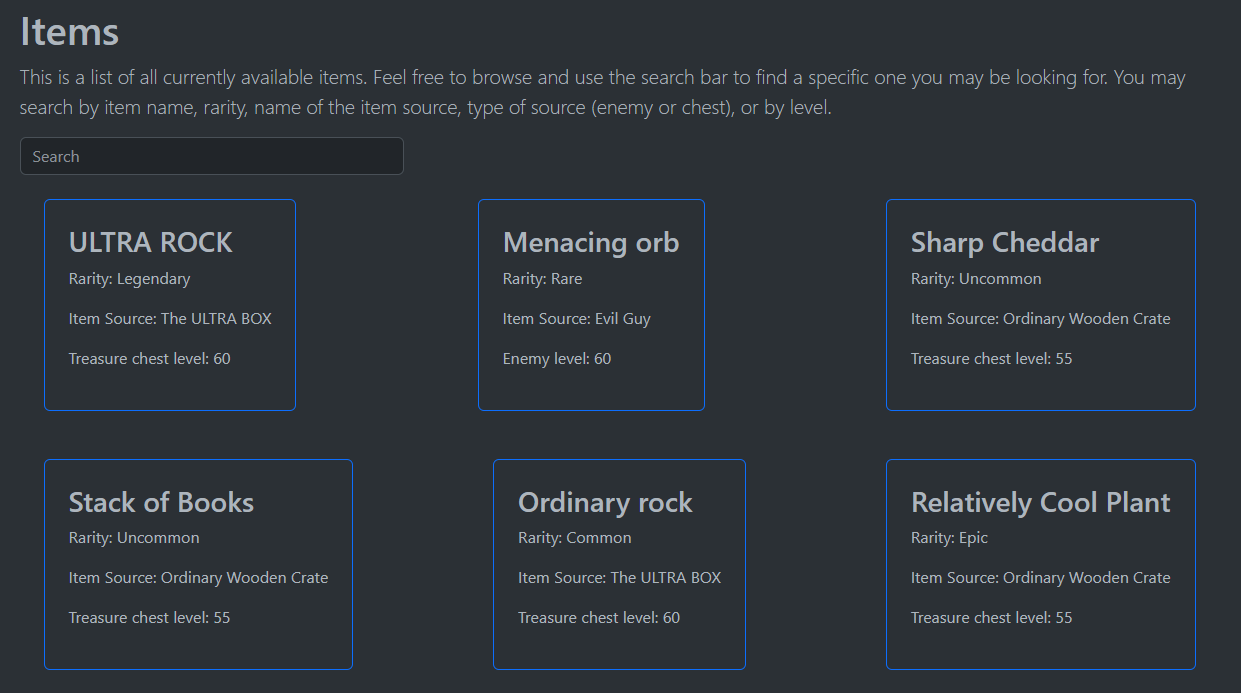 Items
This is a list of all currently available items. Feel free to browse and use the search bar to find a specific one you may be looking for. You may
search by item name, rarity, name of the item source, type of source (enemy or chest), or by level.
Search
ULTRA ROCK
Rarity: Legendary
Item Source: The ULTRA BOX
Treasure chest level: 60
Menacing orb
Rarity: Rare
Item Source: Evil Guy
Enemy level: 60
Sharp Cheddar
Rarity: Uncommon
Item Source: Ordinary Wooden Crate
Treasure chest level: 55
Stack of Books
Rarity: Uncommon
Item Source: Ordinary Wooden Crate
Treasure chest level: 55
Ordinary rock
Rarity: Common
Item Source: The ULTRA BOX
Treasure chest level: 60
Relatively Cool Plant
Rarity: Epic
Item Source: Ordinary Wooden Crate
Treasure chest level: 55